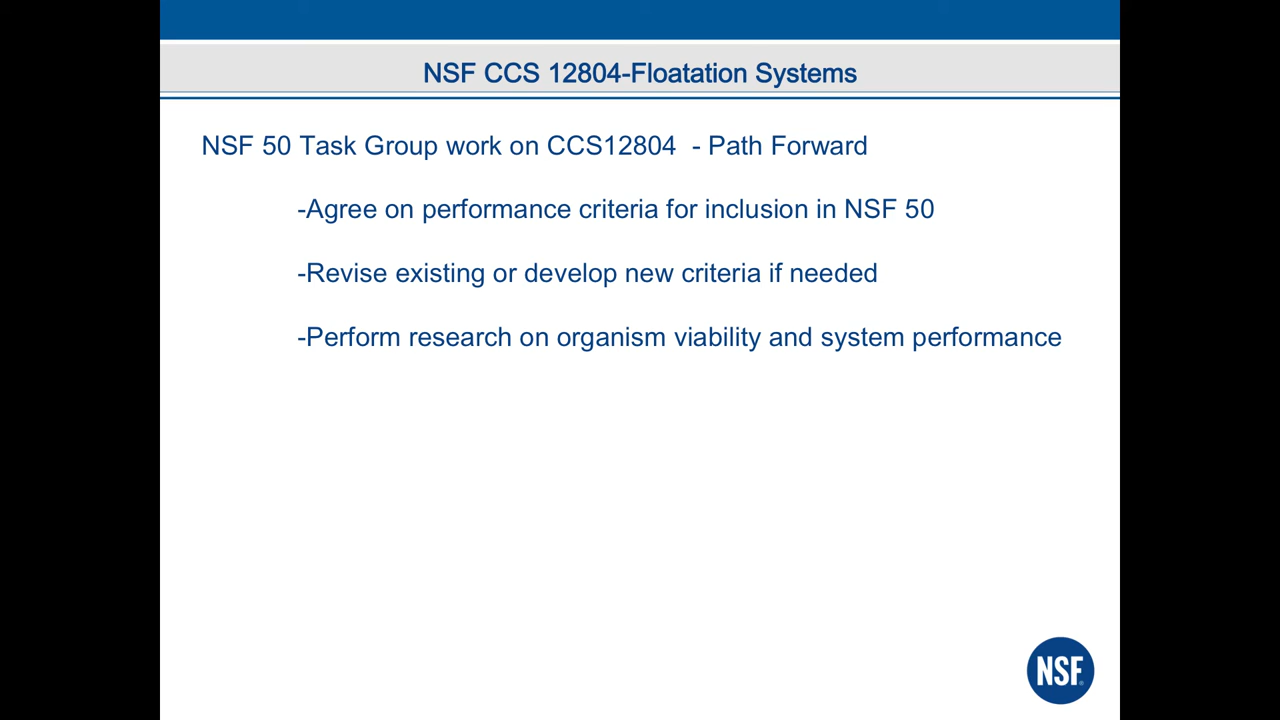 NSF CCS 12804-Floatation Systems
NSF 50 Task Group work on CCS12804 - Path Forward
-Agree on performance criteria for inclusion in NSF 50
-Revise existing or develop new criteria if needed
-Perform research on organism viability and system performance
NSF®